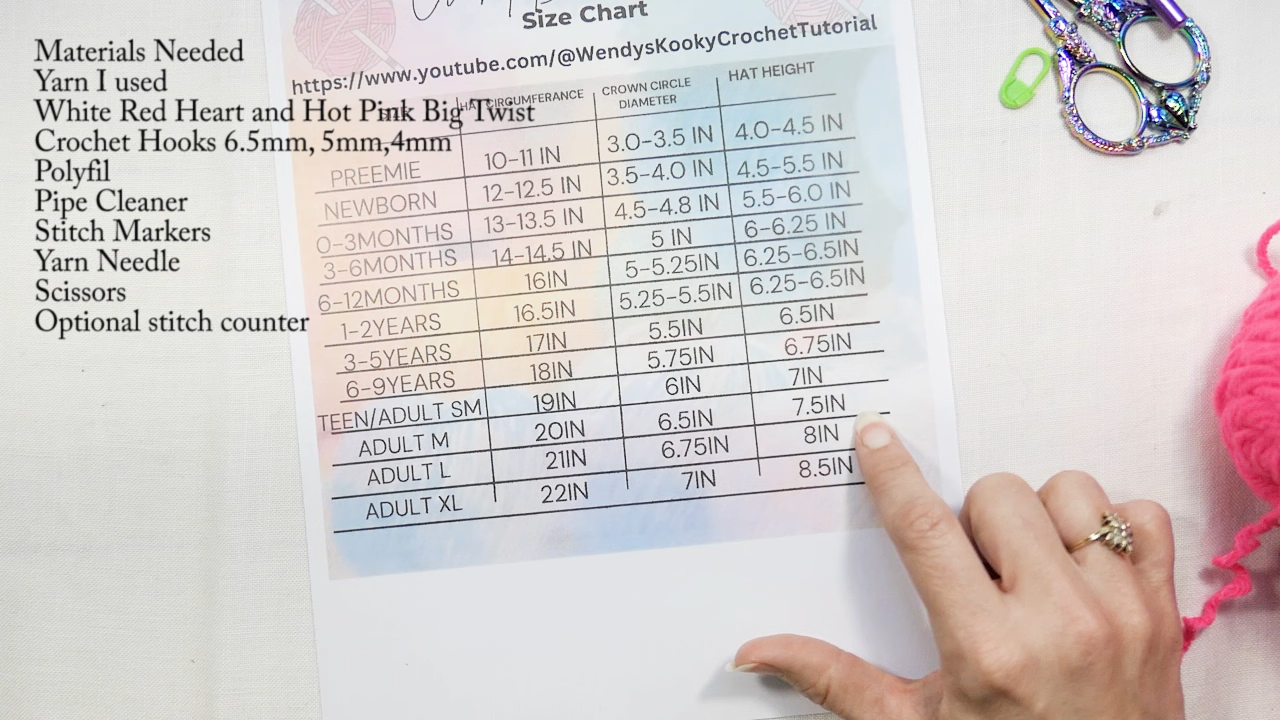 Materials Needed
Yarn I used
White Red Heart and Hot Pink Big Twist
Crochet Hooks 6.5mm, 5mm,4mm
Polyfil
Pipe Cleaner
Stitch Markers
Yarn Needle
Scissors
Optional stitch counter
Size Chart
https://www.youtube.com/@WendysKookyCrochetTutorial
HAT CIRCUMFERANCE CROWN CIRCLE DIAMETER HAT HEIGHT
PREEMIE 10-11 IN 3.0-3.5 IN 4.0-4.5 IN
NEWBORN 12-12.5 IN 3.5-4.0 IN 4.5-5.5 IN
0-3MONTHS 13-13.5 IN 4.5-4.8 IN 5.5-6.0 IN
3-6MONTHS 14-14.5 IN 5 IN 6-6.25 IN
6-12MONTHS 16IN 5-5.25IN 6.25-6.5IN
1-2YEARS 16.5IN 5.25-5.5IN 6.25-6.5IN
3-5YEARS 17IN 5.5IN 6.5IN
6-9YEARS 18IN 5.75IN 6.75IN
TEEN/ADULT SM 19IN 6IN 7IN
ADULT M 20IN 6.5IN 7.5IN
ADULT L 21IN 6.75IN 8IN
ADULT XL 22IN 7IN 8.5IN